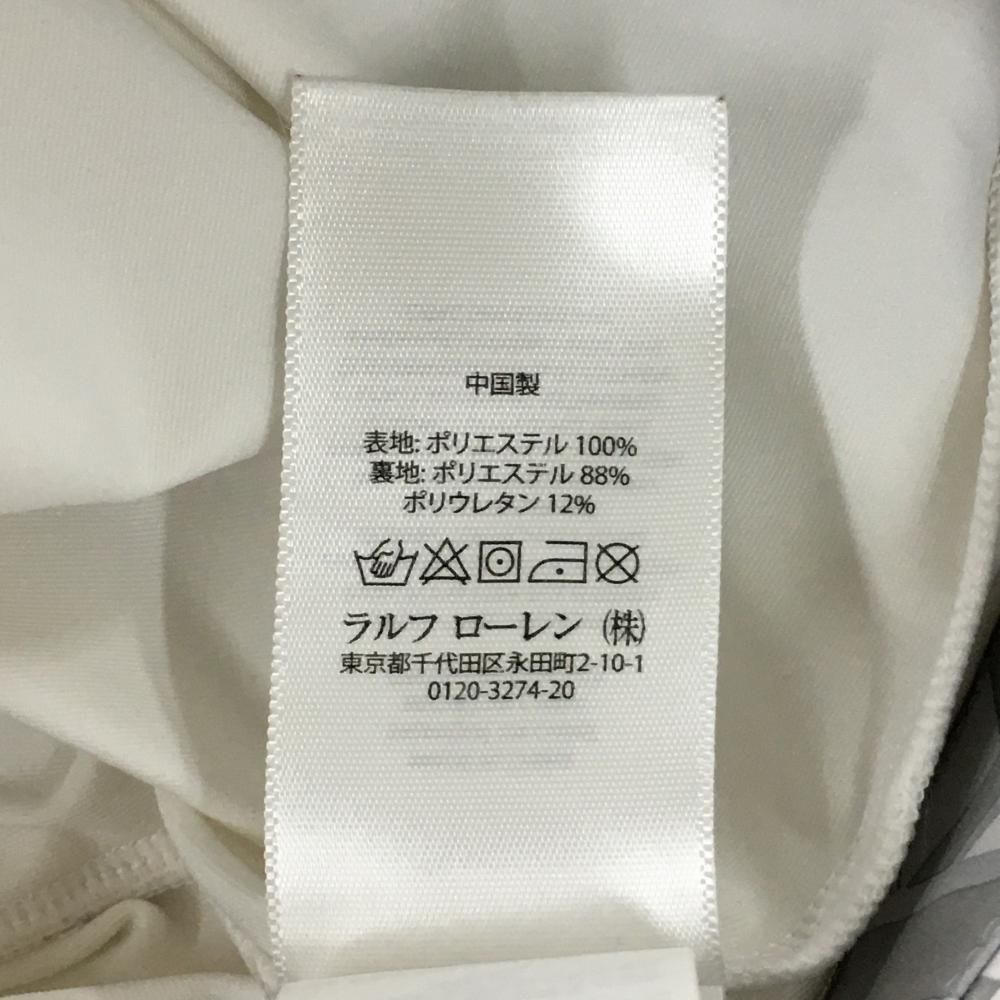 中国製
表地: ポリエステル 100%
裏地: ポリエステル 88%
ポリウレタン 12%
ラルフ ローレン (株)
東京都千代田区永田町2-10-1
0120-3274-20